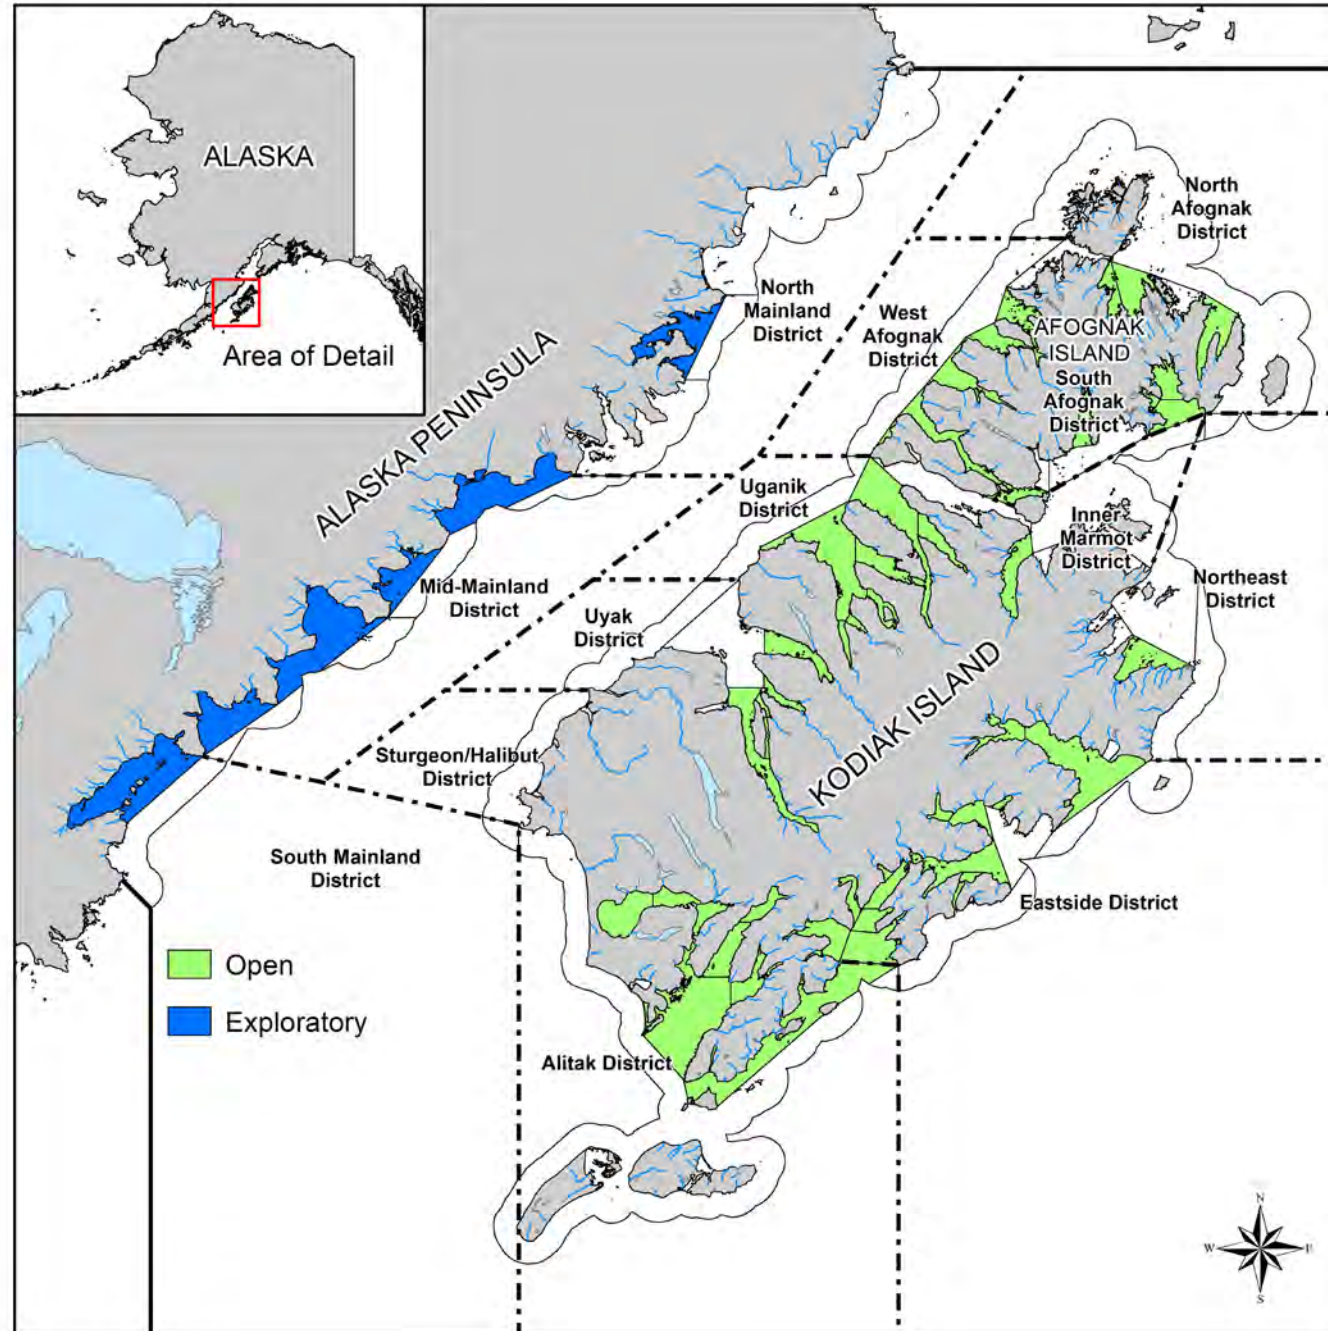 ALASKA
Area of Detail
North
Afognak
District
North
Mainland
District
West
Afognak
District
AFOGNAK
ISLAND
South
Afognak
District
ALASKA PENINSULA
Uganik
District
Inner
Marmot
District
Northeast
District
Mid-Mainland
District
Uyak
District
KODIAK ISLAND
Sturgeon/Halibut
District
South Mainland
District
Eastside District
Open
Exploratory
Alitak District
N
W
E
S